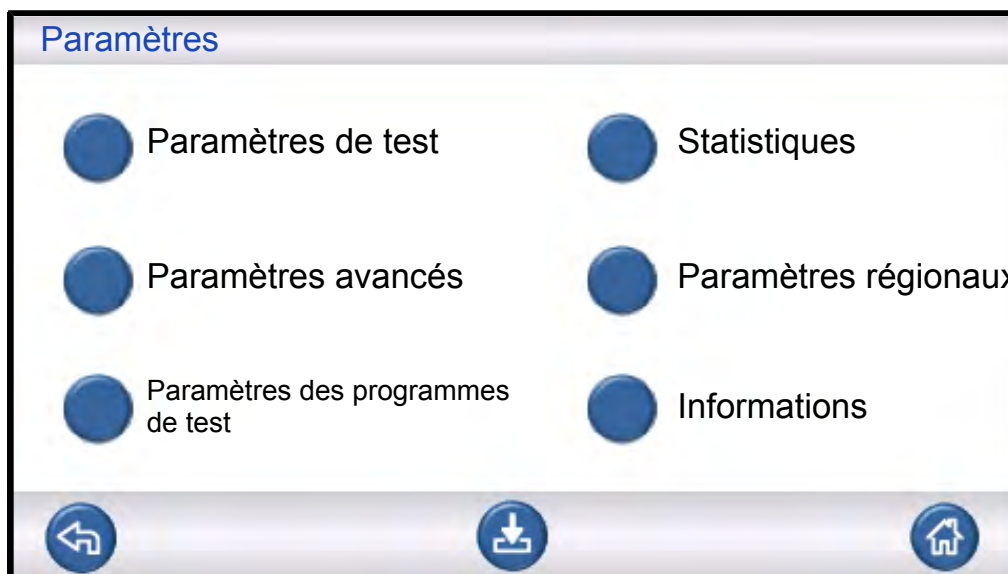 Paramètres
Paramètres de test
Statistiques
Paramètres avancés
Paramètres régionaux
Paramètres des programmes
de test
Informations